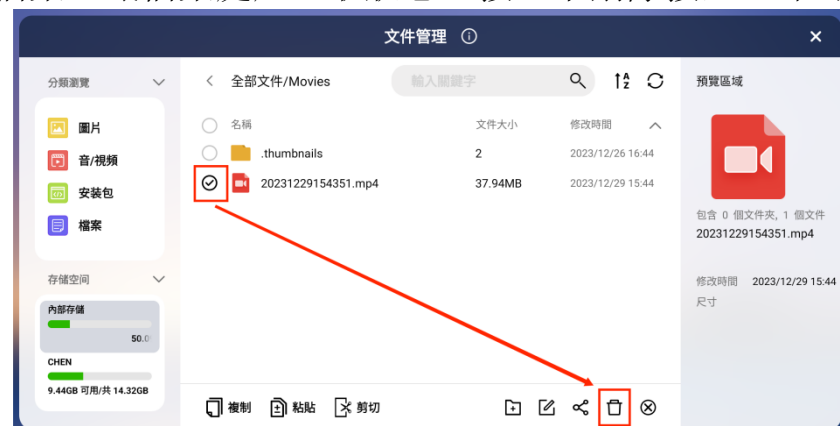 文件管理
分類瀏覽
圖片
音/視頻
安装包
檔案
存儲空间
內部存儲
50.0
CHEN
9.44GB 可用/共 14.32GB
全部文件/Movies
輸入關鍵字
名稱 文件大小 修改時間
.thumbnails 2 2023/12/26 16:44
20231229154351.mp4 37.94MB 2023/12/29 15:44
複制 粘貼 剪切
預覽區域
包含 0 個文件夾, 1 個文件
20231229154351.mp4
修改時間 2023/12/29 15:44
尺寸